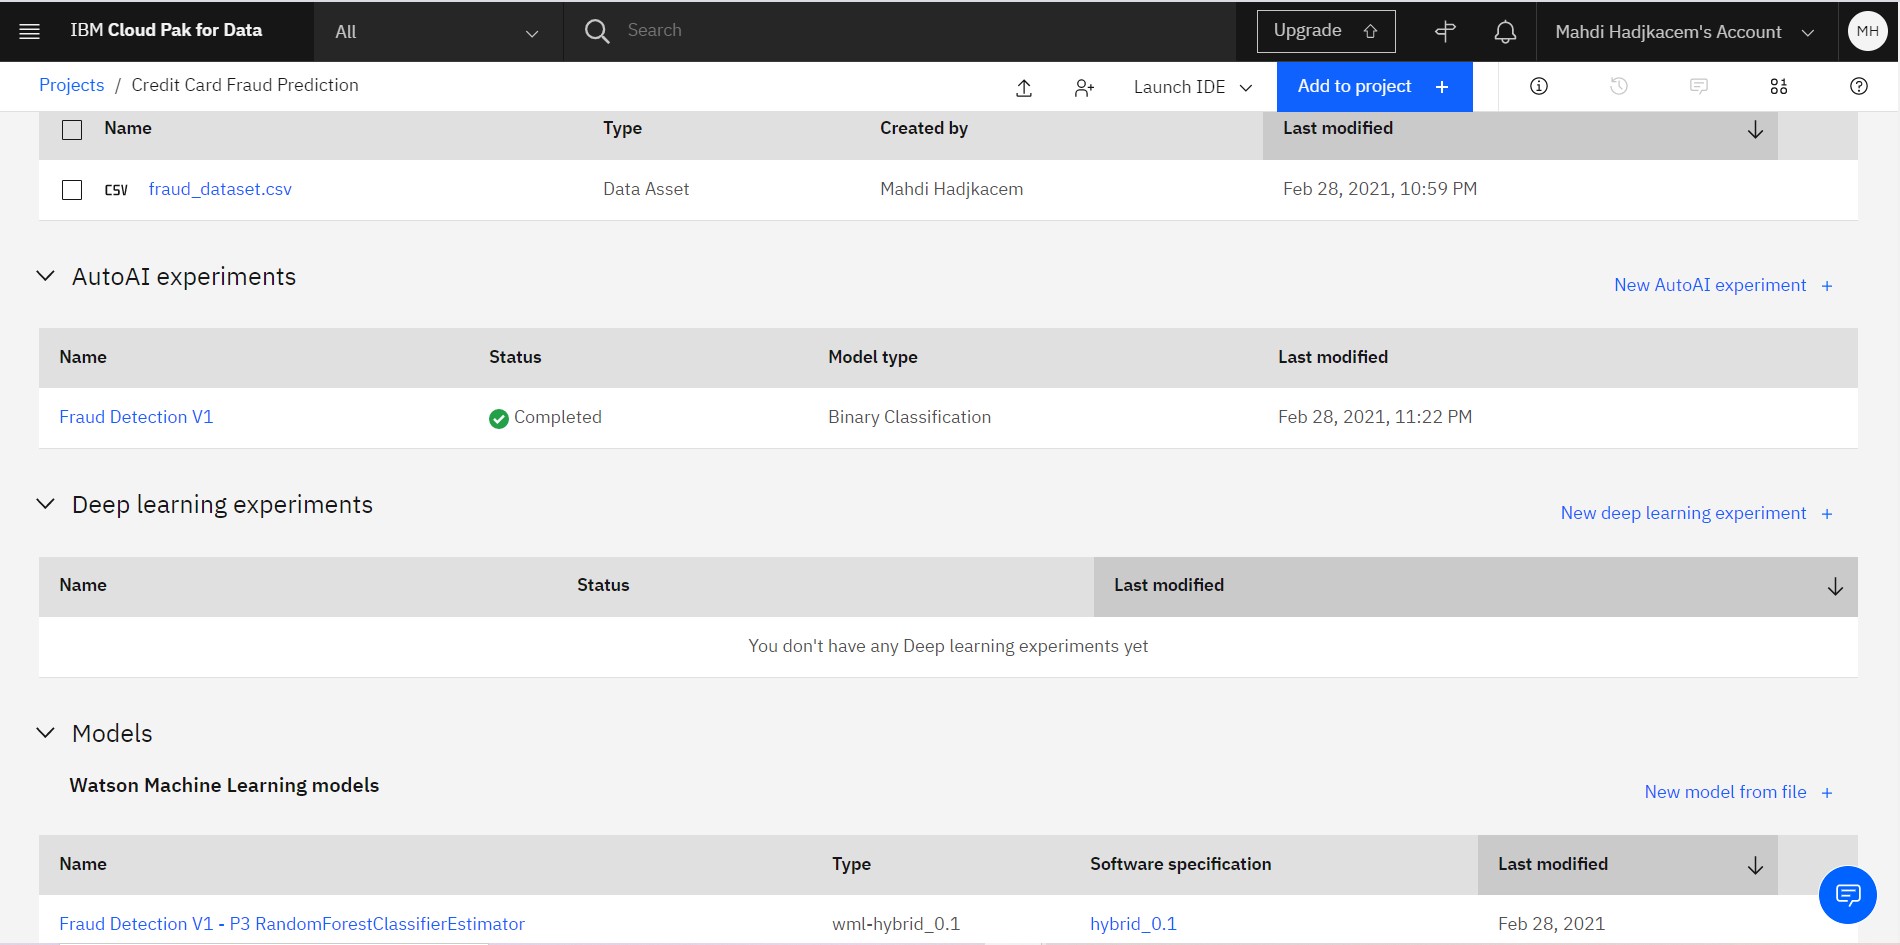 IBM Cloud Pak for Data All Search Upgrade Mahdi Hadjkacem's Account MH
Projects / Credit Card Fraud Prediction Launch IDE Add to project +
Name Type Created by Last modified
CSV fraud_dataset.csv Data Asset Mahdi Hadjkacem Feb 28, 2021, 10:59 PM
AutoAI experiments
New AutoAI experiment +
Name Status Model type Last modified
Fraud Detection V1 Completed Binary Classification Feb 28, 2021, 11:22 PM
Deep learning experiments
New deep learning experiment +
Name Status Last modified
You don't have any Deep learning experiments yet
Models
Watson Machine Learning models
New model from file +
Name Type Software specification Last modified
Fraud Detection V1 - P3 RandomForestClassifierEstimator wml-hybrid_0.1 hybrid_0.1 Feb 28, 2021